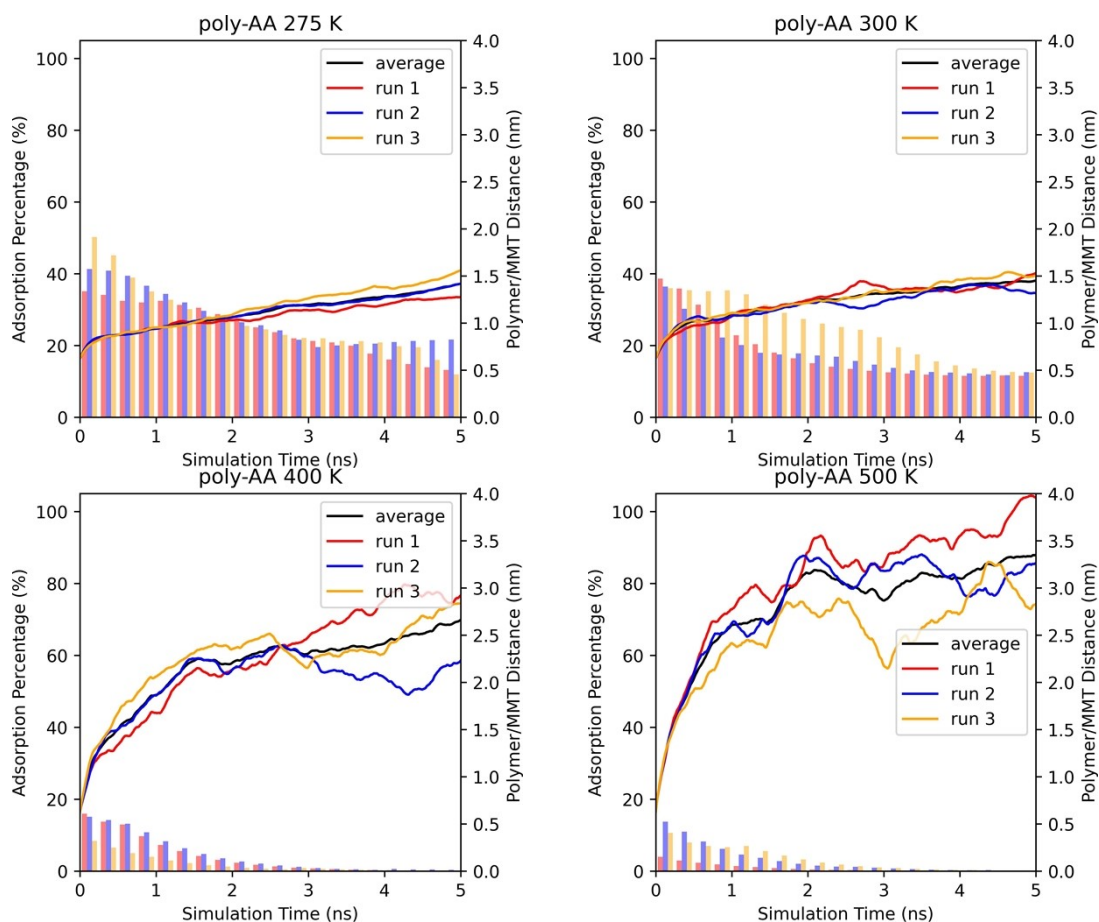 poly-AA 275 K
Adsorption Percentage (%)
100
80
60
40
20
0
average
run 1
run 2
run 3
4.0
3.5
3.0
2.5
2.0
1.5
1.0
0.5
0.0
Polymer/MMT Distance (nm)
0 1 2 3 4 5
Simulation Time (ns)
poly-AA 300 K
Adsorption Percentage (%)
100
80
60
40
20
0
average
run 1
run 2
run 3
4.0
3.5
3.0
2.5
2.0
1.5
1.0
0.5
0.0
Polymer/MMT Distance (nm)
0 1 2 3 4 5
Simulation Time (ns)
poly-AA 400 K
Adsorption Percentage (%)
100
80
60
40
20
0
average
run 1
run 2
run 3
4.0
3.5
3.0
2.5
2.0
1.5
1.0
0.5
0.0
Polymer/MMT Distance (nm)
0 1 2 3 4 5
Simulation Time (ns)
poly-AA 500 K
Adsorption Percentage (%)
100
80
60
40
20
0
average
run 1
run 2
run 3
4.0
3.5
3.0
2.5
2.0
1.5
1.0
0.5
0.0
Polymer/MMT Distance (nm)
0 1 2 3 4 5
Simulation Time (ns)